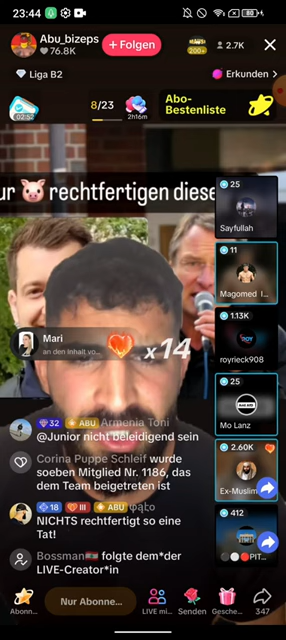 23:44
80
Abu_bizeps
76.8K
+ Folgen
200+
2.7K
Liga B2
Erkunden >
02:52
8/23
2h16m
Abo-
Bestenliste
ur 🐷 rechtfertigen diese
25
Sayfullah
11
Magomed I...
1.13K
royrieck908
25
Mo Lanz
2.60K
Ex-Muslim
412
PIT...
Mari
an den Inhalt vo...
x14
32 ABU Armenia Toni
@Junior nicht beleidigend sein
Corina Puppe Schleif wurde
soeben Mitglied Nr. 1186, das
dem Team beigetreten ist
18 III ABU
NICHTS rechtfertigt so eine
Tat!
Bossman🇱🇧 folgte dem*der
LIVE-Creator*in
Abonn...
Nur Abonne...
LIVE mi...
Senden
Gesche...
347